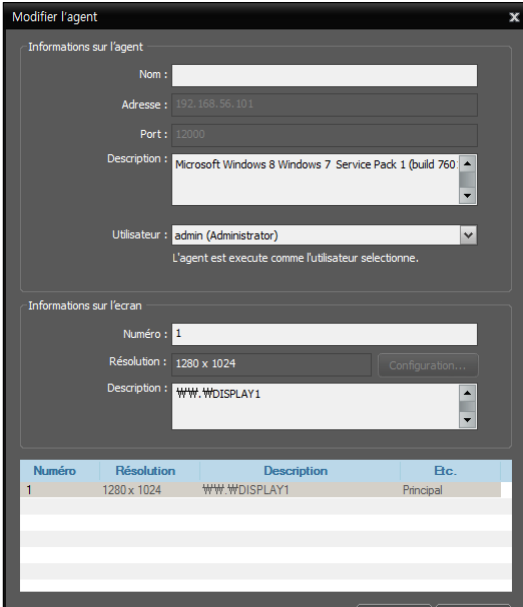 Modifier l'agent x
Informations sur l'agent
Nom :
Adresse : 192.168.56.101
Port : 12000
Description : Microsoft Windows 8 Windows 7 Service Pack 1 (build 760
Utilisateur : admin (Administrator)
L'agent est execute comme l'utilisateur selectionne.
Informations sur l'ecran
Numéro : 1
Résolution : 1280 x 1024 Configuration...
Description : ₩₩.₩DISPLAY1
Numéro Résolution Description Etc.
1 1280 x 1024 ₩₩.₩DISPLAY1 Principal